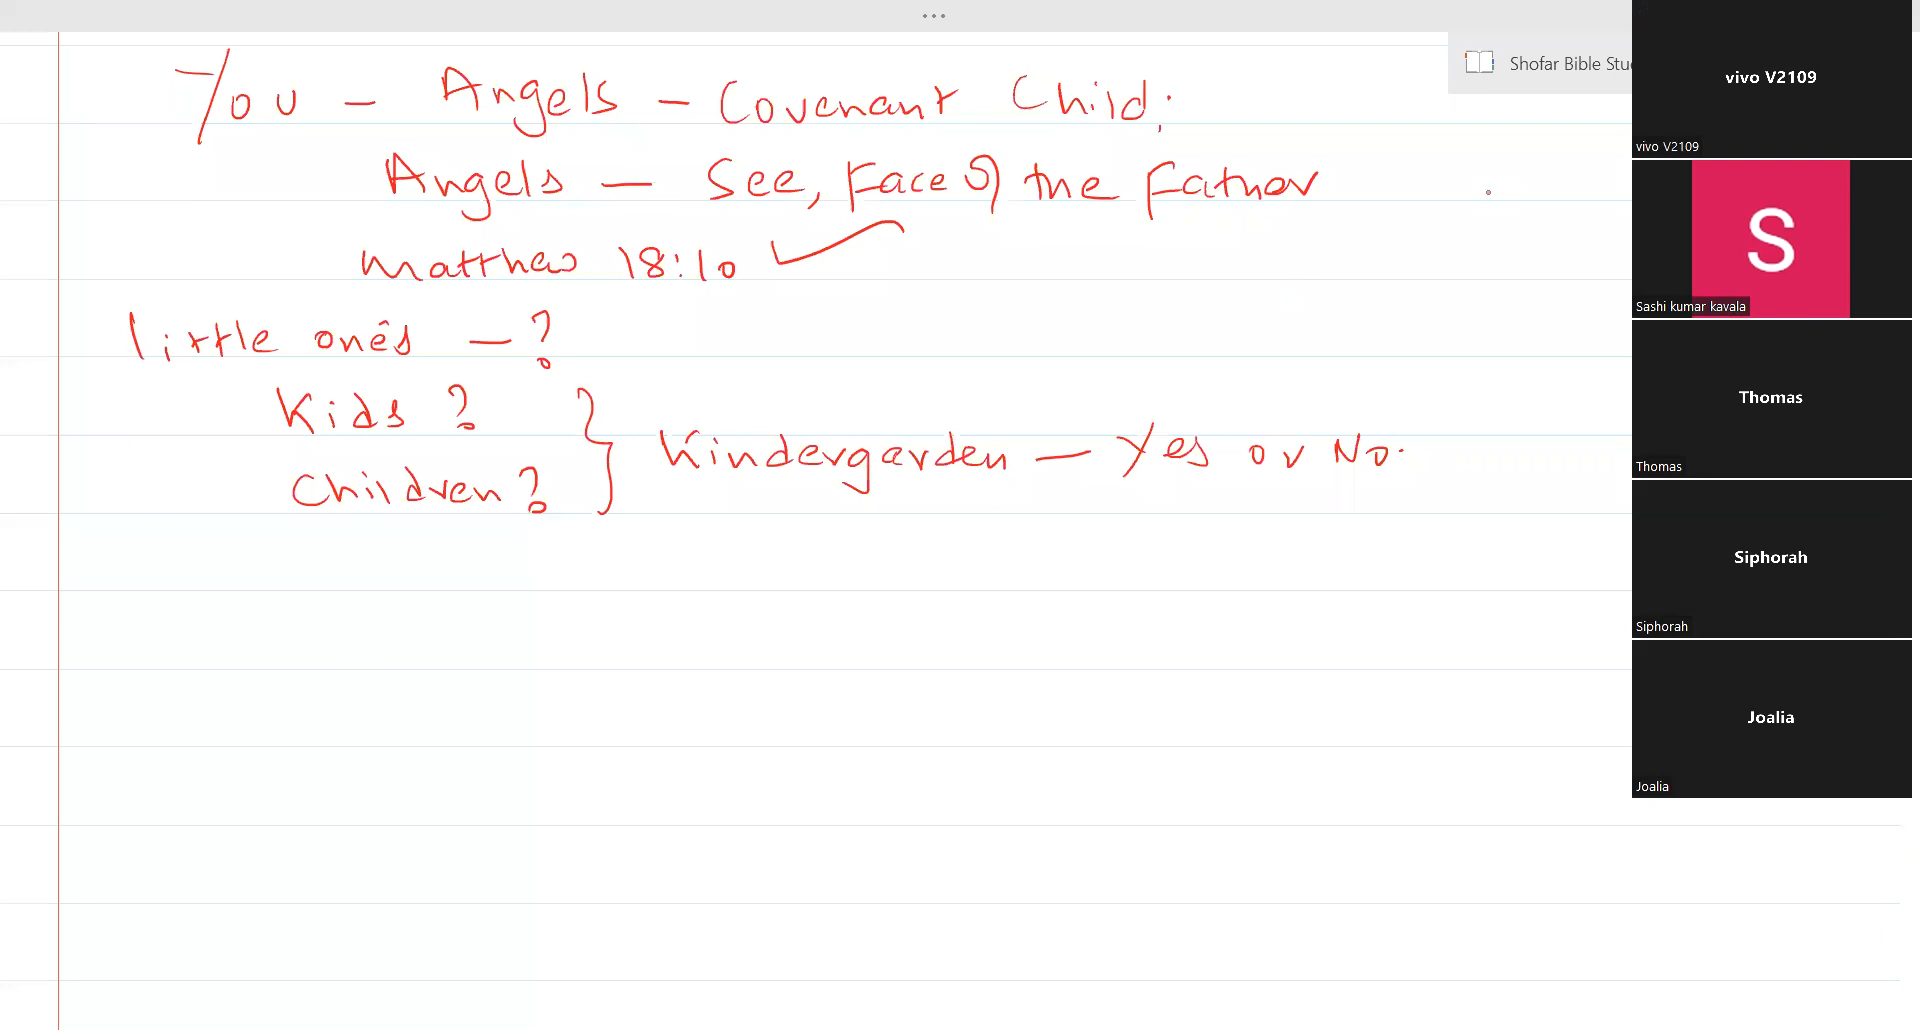 ...
You - Angels - Covenant Child.
Shofar Bible Stu
Angels - See, Face Of the Father
Matthew 18:10 ✓
little ones - ?
Kids ?
Children ?
} Kindergarden - Yes or No.
vivo V2109
vivo V2109
S
Sashi kumar kavala
Thomas
Thomas
Siphorah
Siphorah
Joalia
Joalia